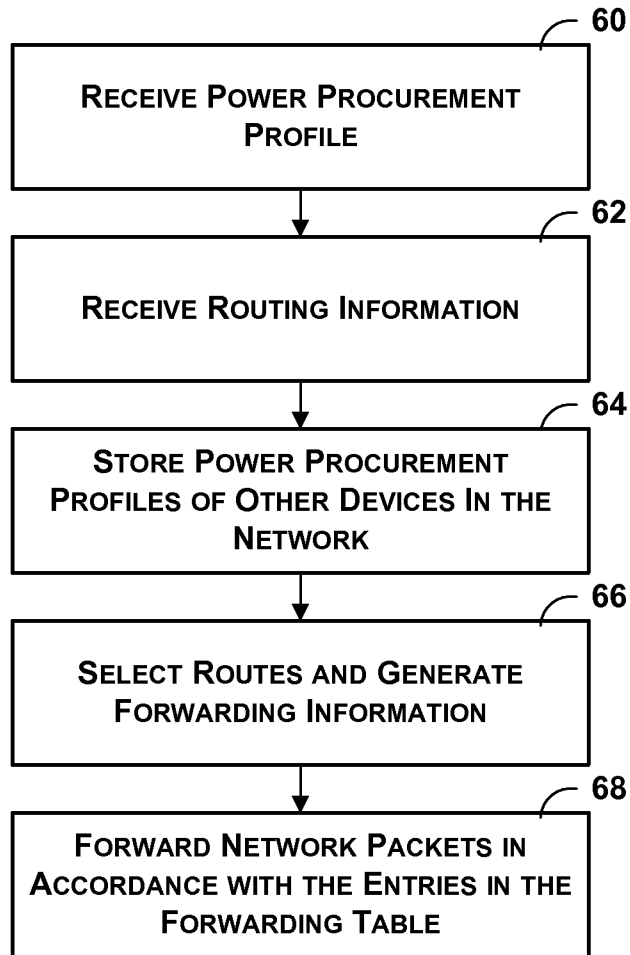 60
RECEIVE POWER PROCUREMENT
PROFILE
62
RECEIVE ROUTING INFORMATION
64
STORE POWER PROCUREMENT
PROFILES OF OTHER DEVICES IN THE
NETWORK
66
SELECT ROUTES AND GENERATE
FORWARDING INFORMATION
68
FORWARD NETWORK PACKETS IN
ACCORDANCE WITH THE ENTRIES IN THE
FORWARDING TABLE